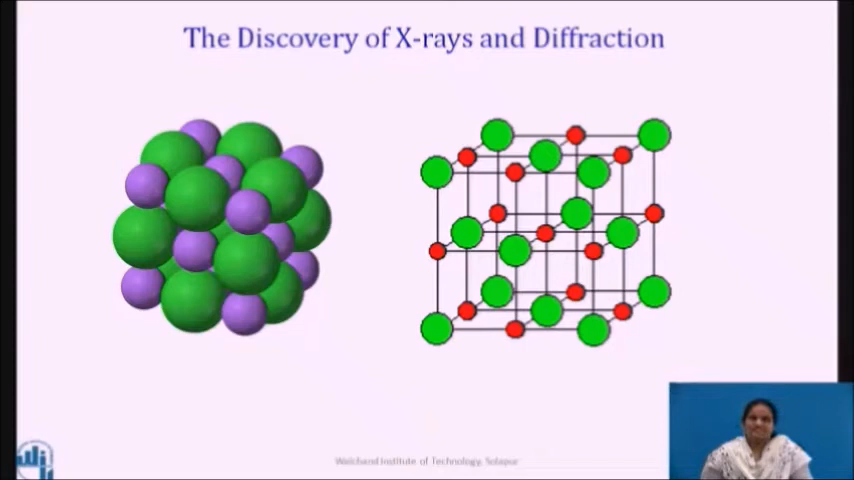 The Discovery of X-rays and Diffraction
Walchand Institute of Technology, Solapur